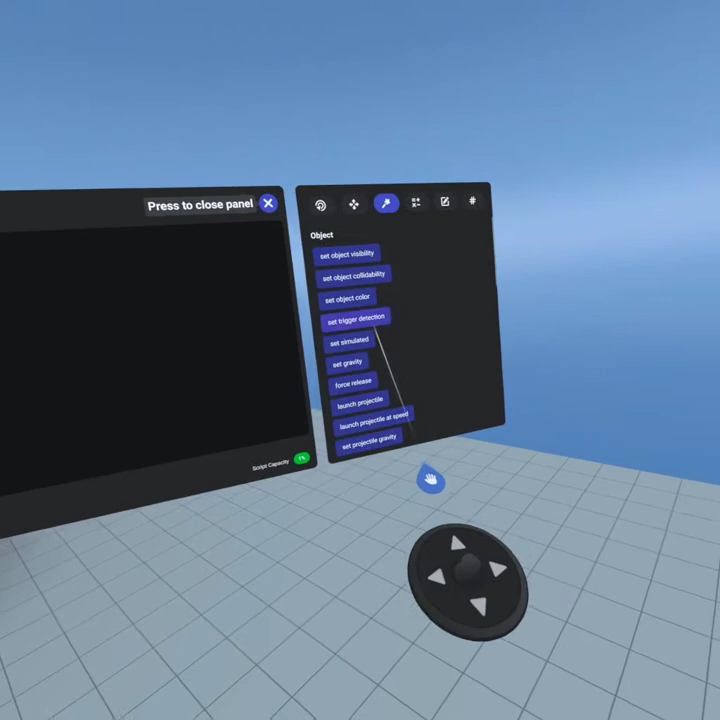 Press to close panel
Object
set object visibility
set object collidability
set object color
set trigger detection
set simulated
set gravity
force release
launch projectile
launch projectile at speed
set projectile gravity
Script Capacity 1%